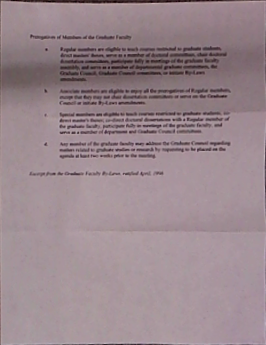 Prerogatives of Members of the Graduate Faculty
a. Regular members are eligible to teach courses restricted to graduate students,
direct masters' theses, serve as a member of doctoral committees, chair doctoral
dissertation committees, participate fully in meetings of the graduate faculty
assembly, and serve as a member of departmental graduate committees, the
Graduate Council, Graduate Council committees, or initiate By-Laws
amendments.
b. Associate members are eligible to enjoy all the prerogatives of Regular members,
except that they may not chair dissertation committees or serve on the Graduate
Council or initiate By-Laws amendments.
c. Special members are eligible to teach courses restricted to graduate students, to
direct master's theses, co-direct doctoral dissertations with a Regular member of
the graduate faculty, participate fully in meetings of the graduate faculty, and
serve as a member of department and Graduate Council committees.
d. Any member of the graduate faculty may address the Graduate Council regarding
matters related to graduate studies or research by requesting to be placed on the
agenda at least two weeks prior to the meeting.
Excerpt from the Graduate Faculty By-Laws, ratified April, 1996